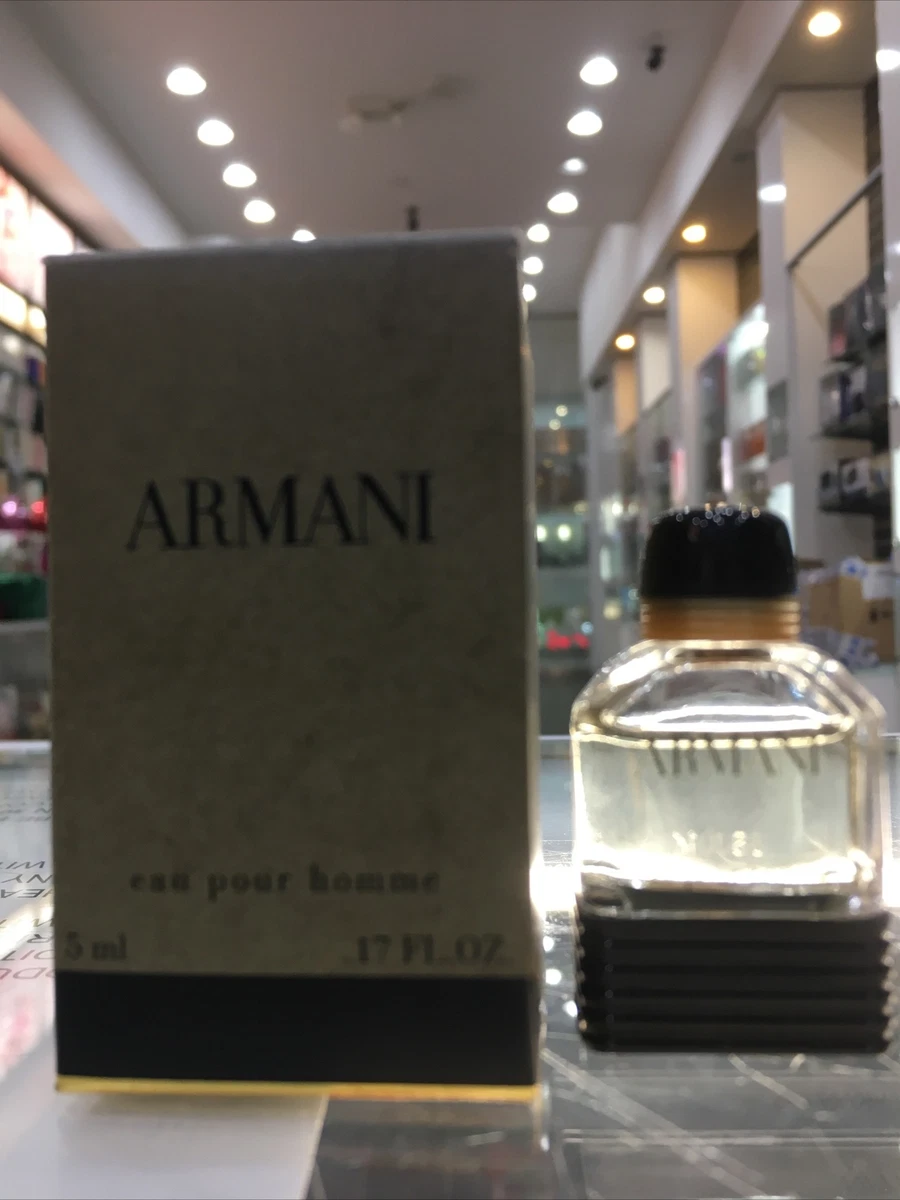 ARMANI
eau pour homme
5 ml .17 FL.OZ.
ARMANI